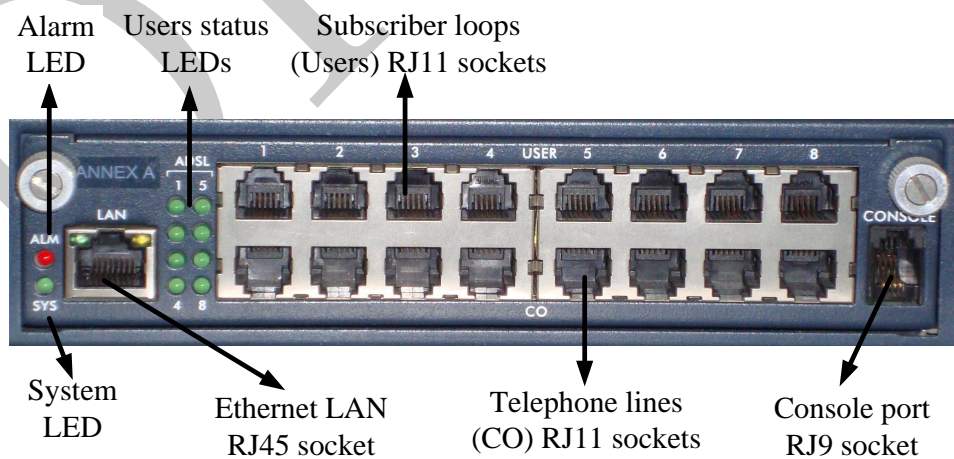 Alarm
LED
Users status
LEDs
Subscriber loops
(Users) RJ11 sockets
ANNEX A
ADSL
1 5
1 2 3 4 USER 5 6 7 8
LAN
CONSOLE
ALM
SYS
4 8
CO
System
LED
Ethernet LAN
RJ45 socket
Telephone lines
(CO) RJ11 sockets
Console port
RJ9 socket